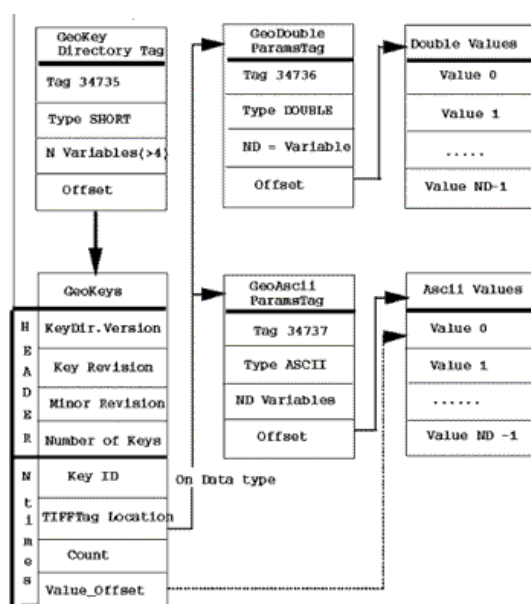 GeoKey
Directory Tag
Tag 34735
Type SHORT
N Variables(>4)
Offset
GeoDouble
ParamsTag
Tag 34736
Type DOUBLE
ND = Variable
Offset
Double Values
Value 0
Value 1
.....
Value ND-1
GeoKeys
HEADER
KeyDir.Version
Key Revision
Minor Revision
Number of Keys
N times
Key ID
TIFFTag Location
Count
Value_Offset
On Data type
GeoAscii
ParamsTag
Tag 34737
Type ASCII
ND Variables
Offset
Ascii Values
Value 0
Value 1
......
Value ND -1